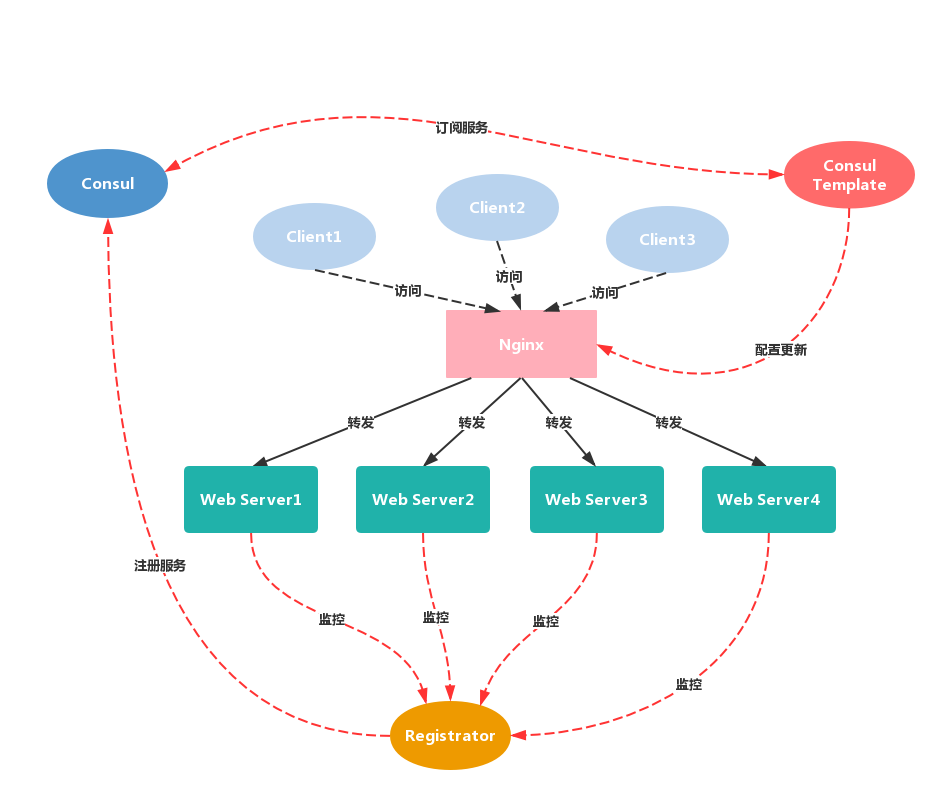 订阅服务
Consul
Consul
Template
Client1
Client2
Client3
访问
访问
访问
Nginx
配置更新
转发
转发
转发
转发
Web Server1
Web Server2
Web Server3
Web Server4
注册服务
监控
监控
监控
监控
Registrator